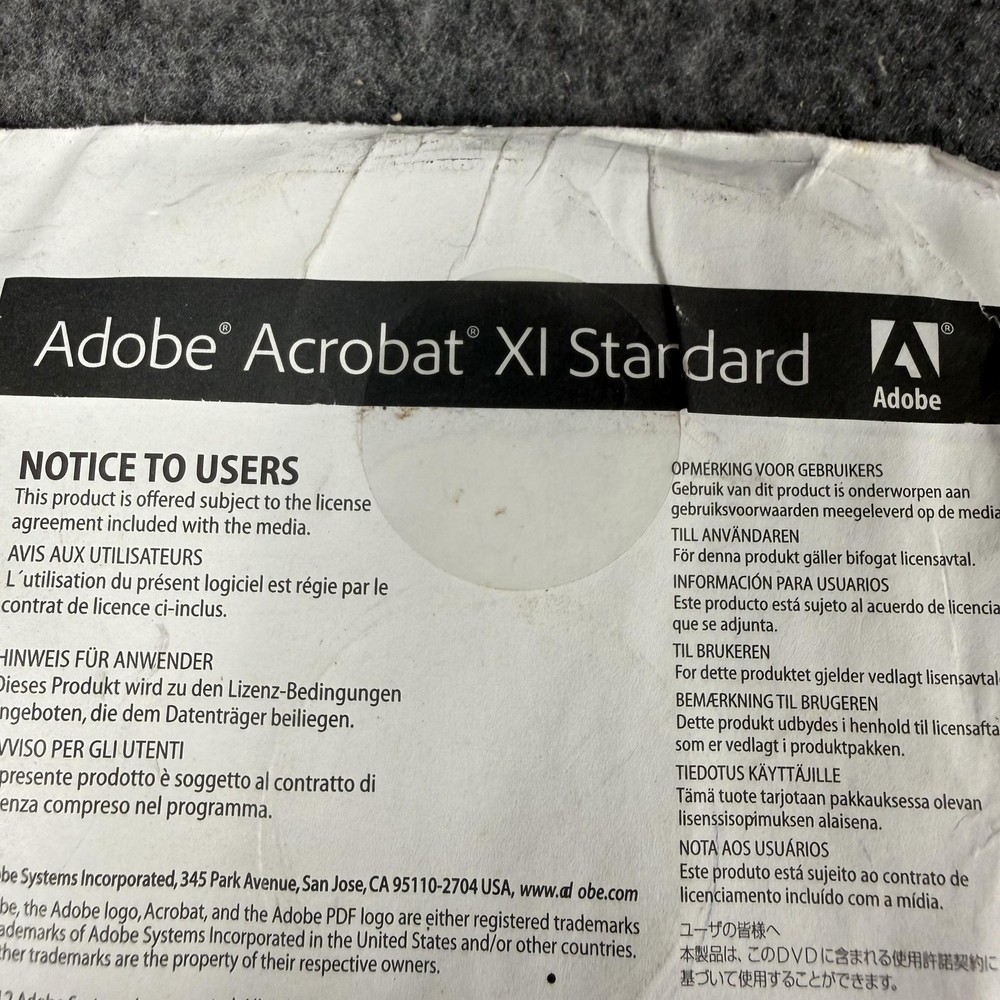 Adobe® Acrobat® XI Standard
Adobe
NOTICE TO USERS
This product is offered subject to the license
agreement included with the media.
AVIS AUX UTILISATEURS
L´utilisation du présent logiciel est régie par le
contrat de licence ci-inclus.
HINWEIS FÜR ANWENDER
Dieses Produkt wird zu den Lizenz-Bedingungen
ngeboten, die dem Datenträger beiliegen.
VVISO PER GLI UTENTI
presente prodotto è soggetto al contratto di
enza compreso nel programma.
be Systems Incorporated, 345 Park Avenue, San Jose, CA 95110-2704 USA, www.adobe.com
be, the Adobe logo, Acrobat, and the Adobe PDF logo are either registered trademarks
ademarks of Adobe Systems Incorporated in the United States and/or other countries.
her trademarks are the property of their respective owners.
OPMERKING VOOR GEBRUIKERS
Gebruik van dit product is onderworpen aan
gebruiksvoorwaarden meegeleverd op de media
TILL ANVÄNDAREN
För denna produkt gäller bifogat licensavtal.
INFORMACIÓN PARA USUARIOS
Este producto está sujeto al acuerdo de licencia
que se adjunta.
TIL BRUKEREN
For dette produktet gjelder vedlagt lisensavtal
BEMÆRKNING TIL BRUGEREN
Dette produkt udbydes i henhold til licensafta
som er vedlagt i produktpakken.
TIEDOTUS KÄYTTÄJILLE
Tämä tuote tarjotaan pakkauksessa olevan
lisenssisopimuksen alaisena.
NOTA AOS USUÁRIOS
Este produto está sujeito ao contrato de
licenciamento incluído com a mídia.
ユーザの皆様へ
本製品は、このDVDに含まれる使用許諾契約に
基づいて使用することができます。